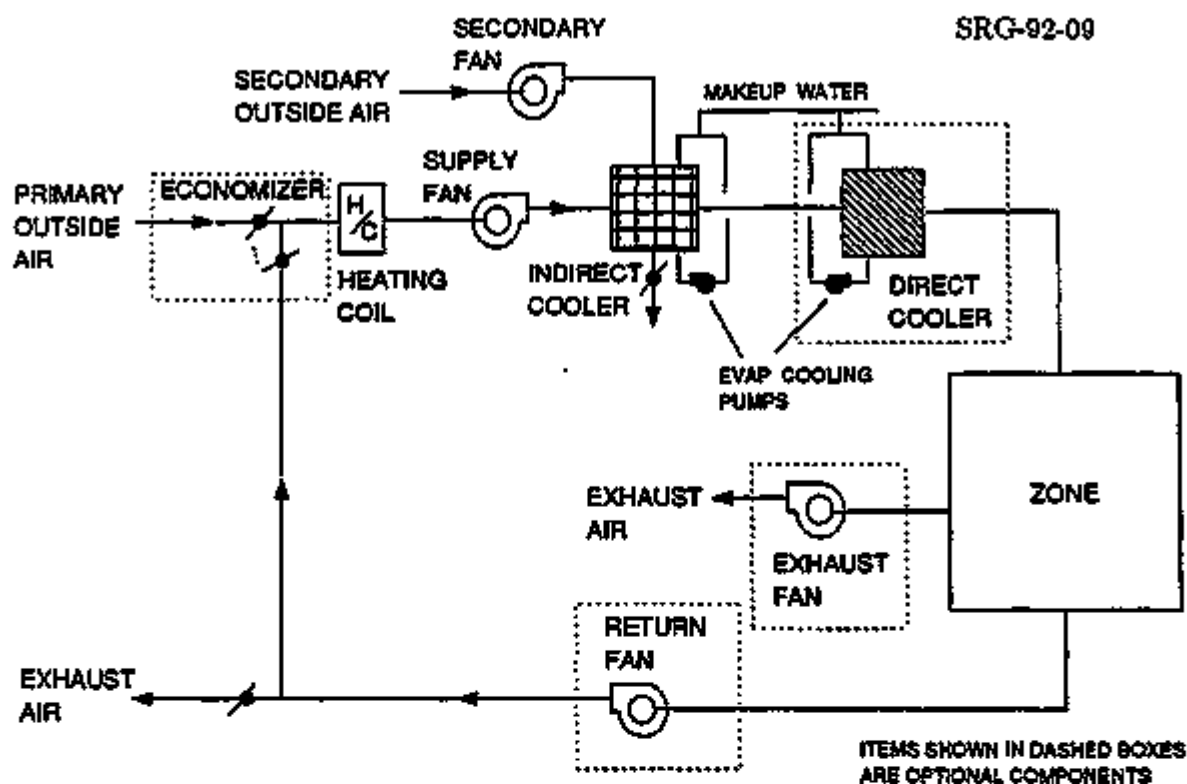 SRG-92-09
SECONDARY
FAN
SECONDARY
OUTSIDE AIR
MAKEUP WATER
SUPPLY
FAN
ECONOMIZER
PRIMARY
OUTSIDE
AIR
H/C
HEATING
COIL
INDIRECT
COOLER
DIRECT
COOLER
EVAP COOLING
PUMPS
ZONE
EXHAUST
AIR
EXHAUST
FAN
RETURN
FAN
EXHAUST
AIR
ITEMS SHOWN IN DASHED BOXES
ARE OPTIONAL COMPONENTS